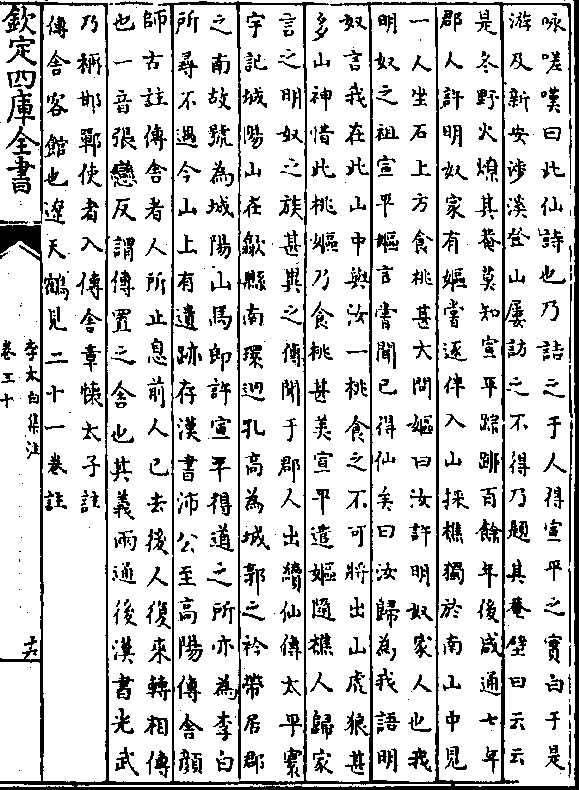 咏嗟嘆曰此仙詩也乃詰之于人得宣平之實白于是
游及新安涉溪登山屢訪之不得乃題其菴壁曰云云
是冬野火燎其菴莫知宣平踪跡百餘年後咸通七年
郡人許明奴家有嫗嘗逐伴入山採樵獨於南山中見
一人坐石上方食桃甚大問嫗曰汝許明奴家人也我
明奴之祖宣平嫗言嘗聞已得仙矣曰汝歸為我語明
奴言我在此山中與汝一桃食之不可將出山虎狼甚
多山神惜此桃嫗乃食桃甚美宣平遣嫗隨樵人歸家
言之明奴之族甚異之傳聞于郡人出續仙傳太平寰
宇記城陽山在歙縣南環迴孔高為城郭之衿帶居郡
之南故號為城陽山焉即許宣平得道之所亦為李白
所尋不遇今山上有遺跡存漢書沛公至高陽傳舍顔
師古註傳舍者人所止息前人已去後人復來轉相傳
也一音張戀反謂傳置之舍也其義兩通後漢書光武
乃稱邯鄲使者入傳舍章懷太子註
傳舍客館也遼天鶴見二十一卷註
欽定四庫全書
李太白集注
卷三十
十六